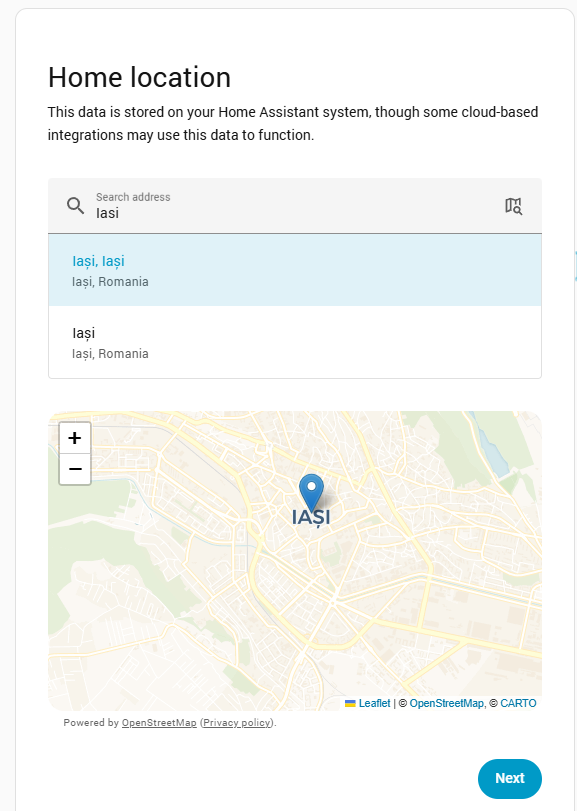 Home location
This data is stored on your Home Assistant system, though some cloud-based
integrations may use this data to function.
Search address
Iasi
Iași, Iași
Iași, Romania
Iași
Iași, Romania
+
−
IAȘI
Leaflet | © OpenStreetMap, © CARTO
Powered by OpenStreetMap (Privacy policy).
Next